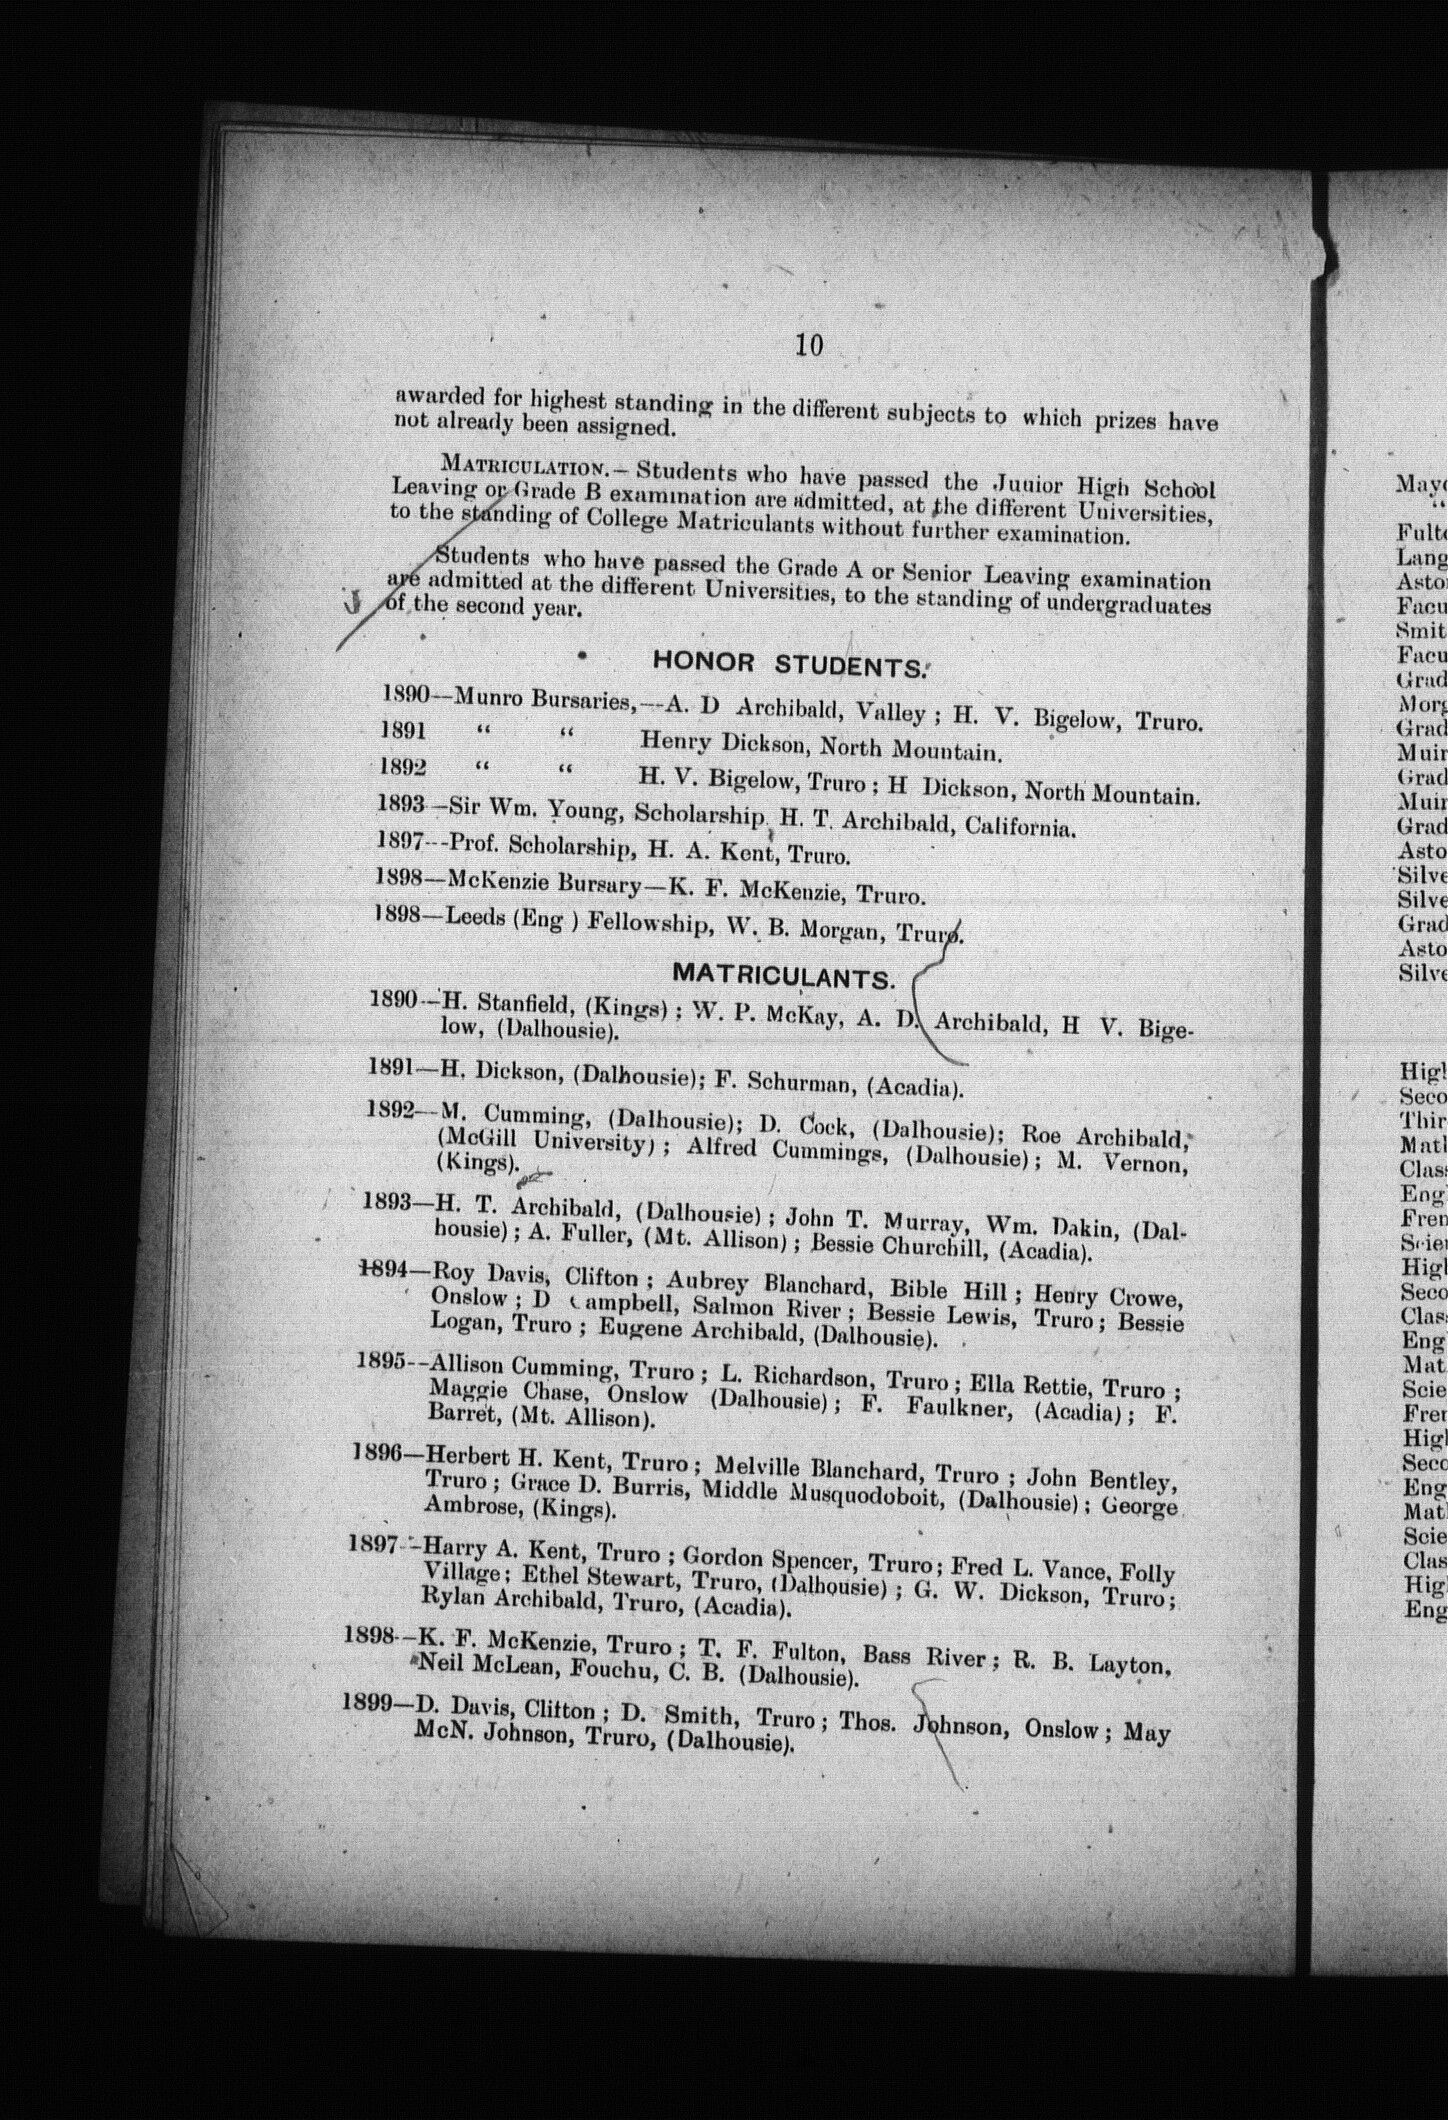 10
awarded for highest standing in the different subjects to which prizes have
not already been assigned.
MATRICULATION.— Students who have passed the Junior High School
Leaving or Grade B examination are admitted, at the different Universities,
to the standing of College Matriculants without further examination.
Students who have passed the Grade A or Senior Leaving examination
are admitted at the different Universities, to the standing of undergraduates
of the second year.
HONOR STUDENTS.
1890—Munro Bursaries,—A. D Archibald, Valley ; H. V. Bigelow, Truro.
1891 “ “ Henry Dickson, North Mountain.
1892 “ “ H. V. Bigelow, Truro ; H Dickson, North Mountain.
1893—Sir Wm. Young, Scholarship, H. T. Archibald, California.
1897--Prof. Scholarship, H. A. Kent, Truro.
1898—McKenzie Bursary—K. F. McKenzie, Truro.
1898—Leeds (Eng ) Fellowship, W. B. Morgan, Truro.
MATRICULANTS.
1890—H. Stanfield, (Kings) ; W. P. McKay, A. D. Archibald, H V. Bige-
low, (Dalhousie).
1891—H. Dickson, (Dalhousie); F. Schurman, (Acadia).
1892—M. Cumming, (Dalhousie); D. Cock, (Dalhousie); Roe Archibald,
(McGill University) ; Alfred Cummings, (Dalhousie) ; M. Vernon,
(Kings).
1893—H. T. Archibald, (Dalhousie) ; John T. Murray, Wm. Dakin, (Dal-
housie) ; A. Fuller, (Mt. Allison) ; Bessie Churchill, (Acadia).
1894—Roy Davis, Clifton ; Aubrey Blanchard, Bible Hill ; Henry Crowe,
Onslow ; D Campbell, Salmon River ; Bessie Lewis, Truro ; Bessie
Logan, Truro ; Eugene Archibald, (Dalhousie).
1895--Allison Cumming, Truro ; L. Richardson, Truro ; Ella Rettie, Truro ;
Maggie Chase, Onslow (Dalhousie) ; F. Faulkner, (Acadia) ; F.
Barret, (Mt. Allison).
1896—Herbert H. Kent, Truro ; Melville Blanchard, Truro ; John Bentley,
Truro ; Grace D. Burris, Middle Musquodoboit, (Dalhousie) ; George
Ambrose, (Kings).
1897--Harry A. Kent, Truro ; Gordon Spencer, Truro ; Fred L. Vance, Folly
Village ; Ethel Stewart, Truro, (Dalhousie) ; G. W. Dickson, Truro ;
Rylan Archibald, Truro, (Acadia).
1898--K. F. McKenzie, Truro ; T. F. Fulton, Bass River ; R. B. Layton,
Neil McLean, Fouchu, C. B. (Dalhousie).
1899—D. Davis, Clifton ; D. Smith, Truro ; Thos. Johnson, Onslow ; May
McN. Johnson, Truro, (Dalhousie).